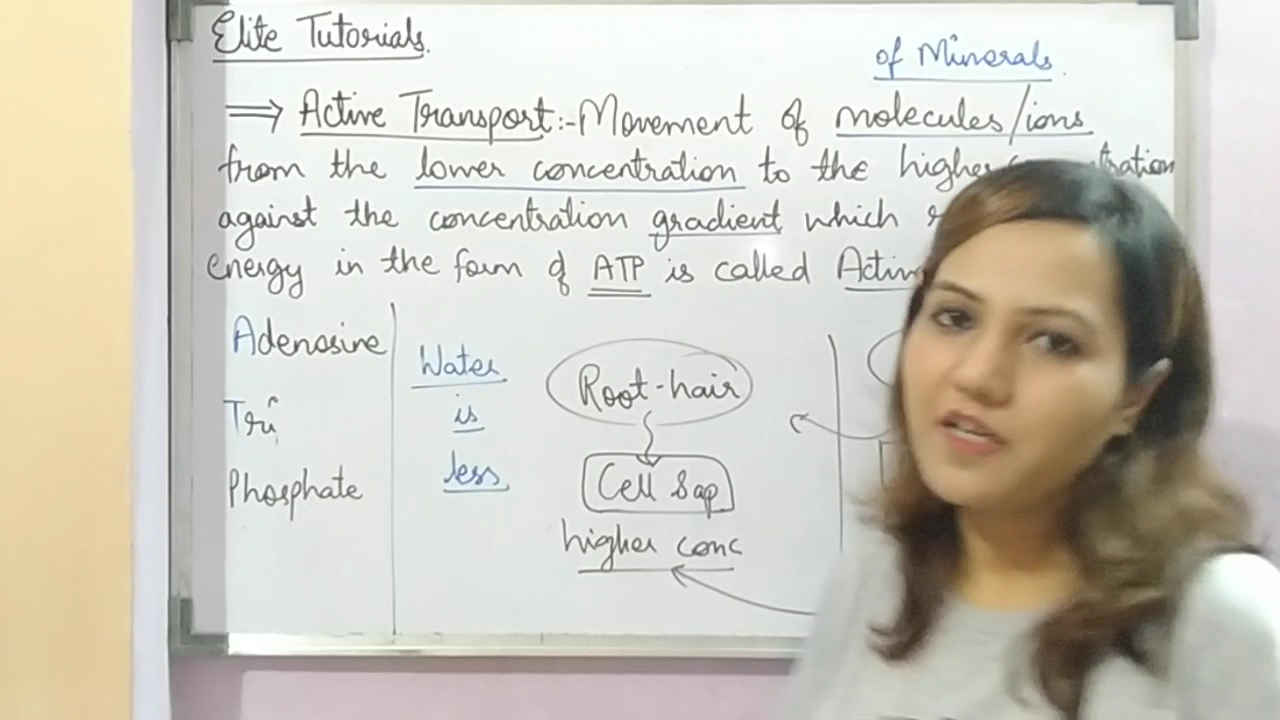 Elite Tutorials.
of Minerals.
⇒ Active Transport:- Movement of molecules/ions
from the lower concentration to the higher
against the concentration gradient which
energy in the form of ATP is called
Adenosine
Tri
Phosphate
Water
is
less
Root-hair
Cell Sap
higher conc